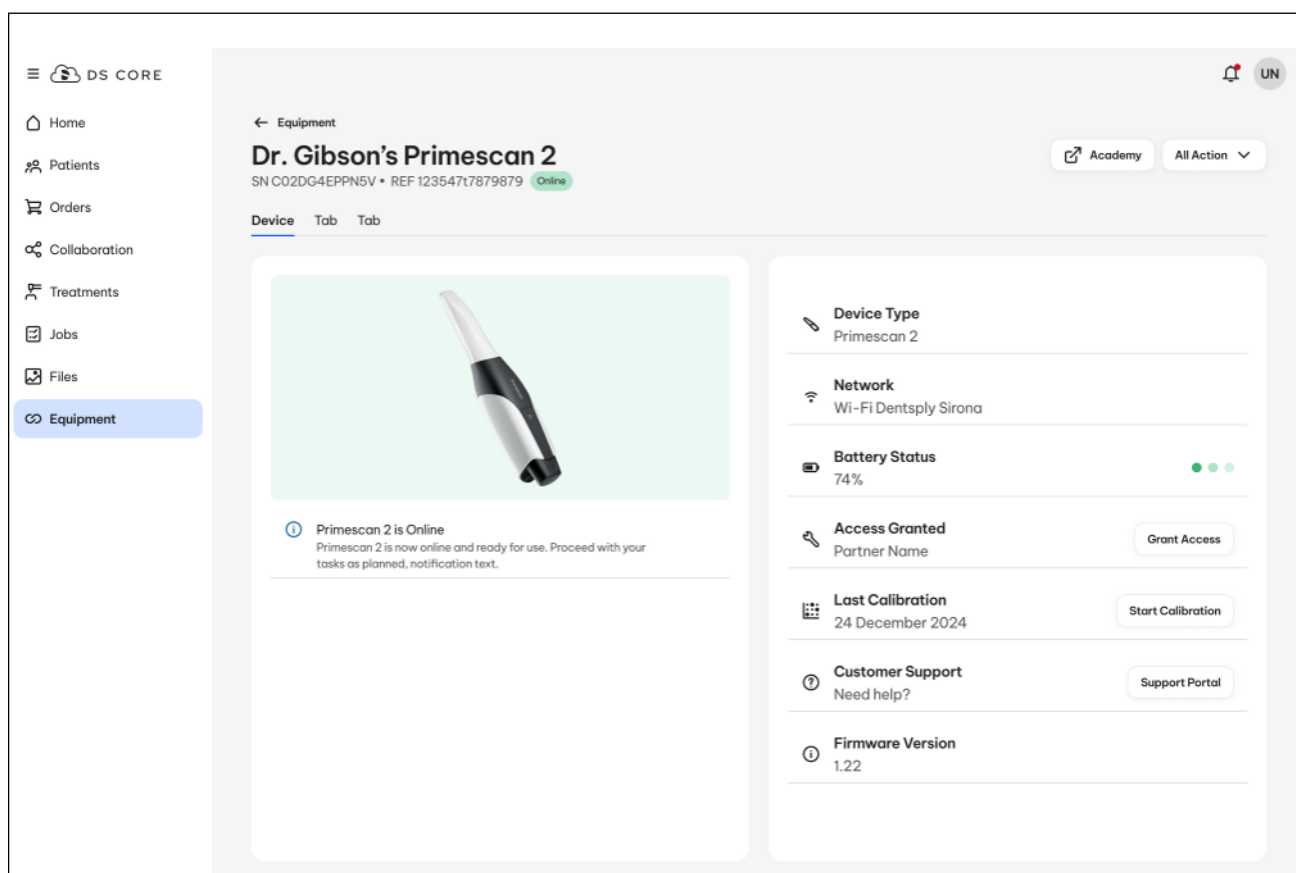 DS CORE
Home
Patients
Orders
Collaboration
Treatments
Jobs
Files
Equipment
UN
Equipment
Dr. Gibson’s Primescan 2
SN C02DG4EPPN5V • REF 123547t7879879 Online
Academy
All Action
Device Tab Tab
Primescan 2 is Online
Primescan 2 is now online and ready for use. Proceed with your
tasks as planned, notification text.
Device Type
Primescan 2
Network
Wi-Fi Dentsply Sirona
Battery Status
74%
Access Granted
Partner Name
Grant Access
Last Calibration
24 December 2024
Start Calibration
Customer Support
Need help?
Support Portal
Firmware Version
1.22